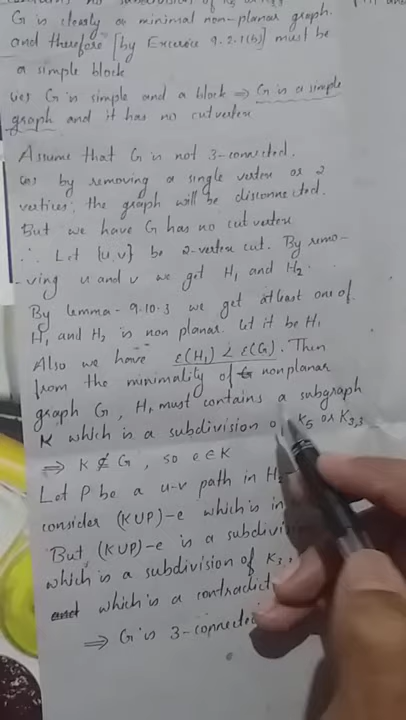 G is clearly a minimal non-planar graph.
and therefore [by Excercise 9.2.1(b)] must be
a simple block
G is simple and a block ⇒ G is a simple
graph and it has no cut vertex
Assume that G is not 3-connected.
by removing a single vertex or 2
vertices, the graph will be disconnected.
But we have G has no cut vertex
∴ Let {u,v} be 2-vertex cut. By remo-
-ving u and v we get H₁ and H₂.
By lemma-9.10.3 we get atleast one of
H₁ and H₂ is non planar. let it be H₁
Also we have ε(H₁) < ε(G). Then
from the minimality of nonplanar
graph G, H₁ must contains a subgraph
K which is a subdivision K₅ or K₃,₃
⇒ K ⊄ G, so e∈K
Let P be a u-v path in H₂
consider (KUP)-e which is in
But (KUP)-e is a subdivi
which is a subdivision of K₃,
and which is a contradict
⇒ G is 3-connected